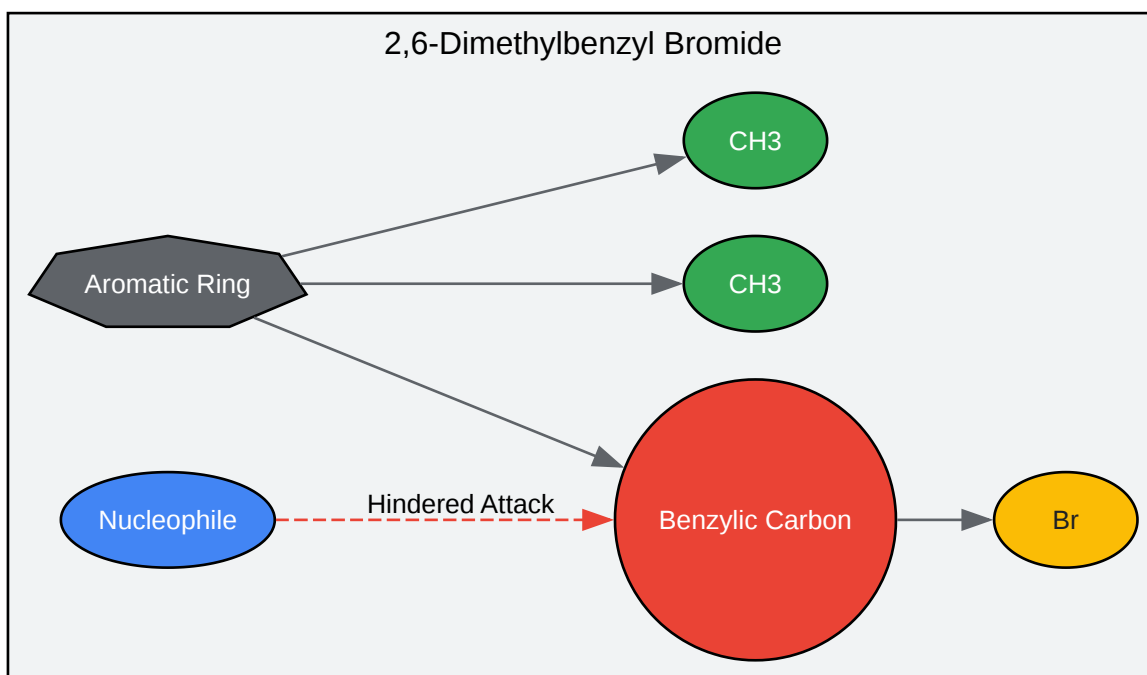 2,6-Dimethylbenzyl Bromide
CH3
Aromatic Ring
CH3
Nucleophile
Hindered Attack
Benzylic Carbon
Br